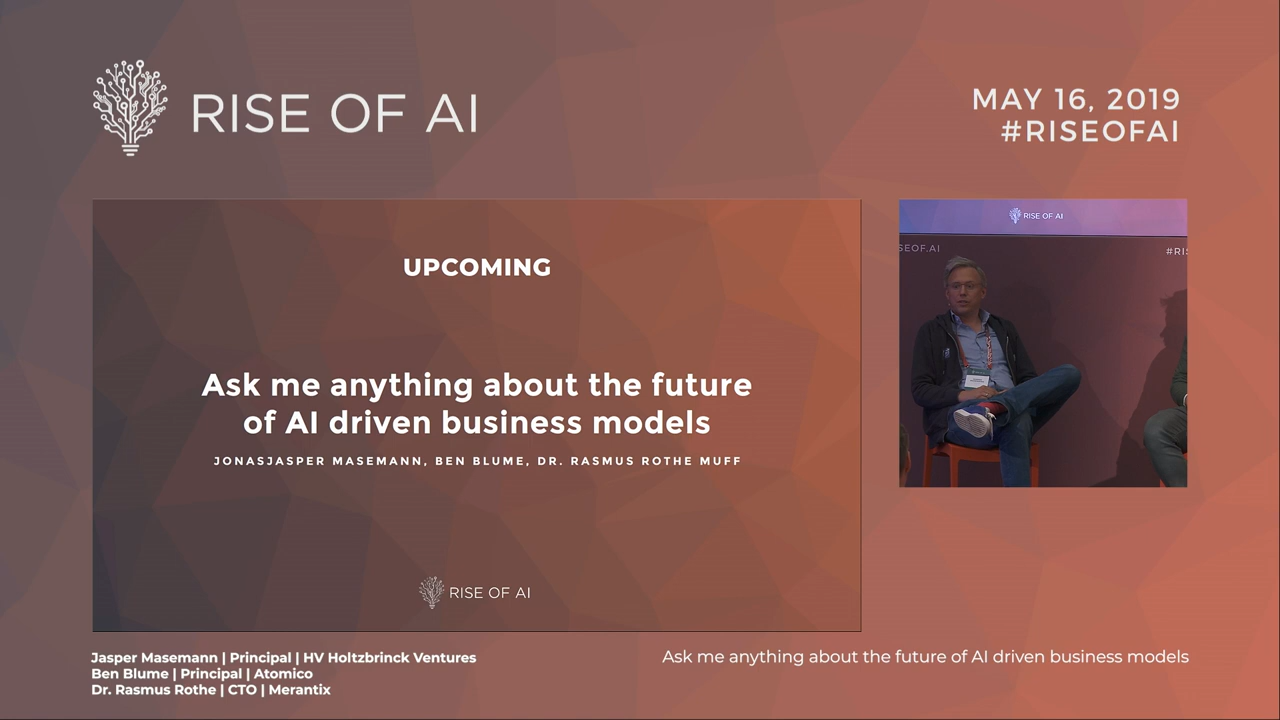 RISE OF AI
MAY 16, 2019
#RISEOFAI
UPCOMING
Ask me anything about the future
of AI driven business models
JONASJASPER MASEMANN, BEN BLUME, DR. RASMUS ROTHE MUFF
RISE OF AI
RISE OF AI
SEOF.AI
#RIS
Jasper Masemann | Principal | HV Holtzbrinck Ventures
Ben Blume | Principal | Atomico
Dr. Rasmus Rothe | CTO | Merantix
Ask me anything about the future of AI driven business models